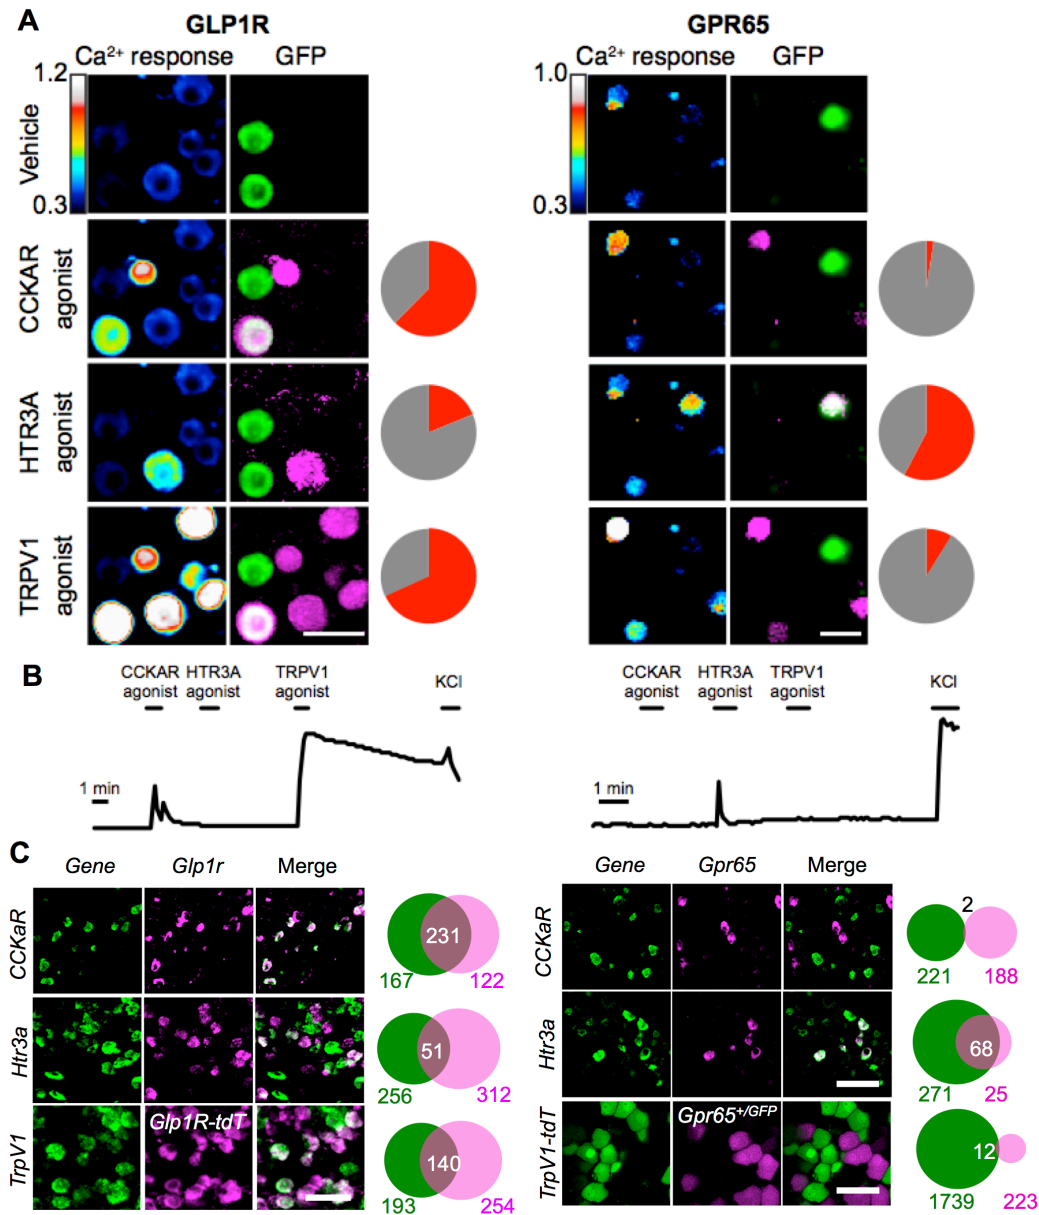 A
GLP1R
GPR65
Ca²⁺ response
GFP
Ca²⁺ response
GFP
1.2
0.3
1.0
0.3
Vehicle
CCKAR
agonist
HTR3A
agonist
TRPV1
agonist
B
CCKAR
agonist
HTR3A
agonist
TRPV1
agonist
KCl
1 min
CCKAR
agonist
HTR3A
agonist
TRPV1
agonist
KCl
1 min
C
Gene
Glp1r
Merge
CCKaR
231
167
122
Htr3a
51
256
312
TrpV1
Glp1R-tdT
140
193
254
Gene
Gpr65
Merge
CCKaR
2
221
188
Htr3a
68
271
25
TrpV1-tdT
Gpr65⁺/ᴳᶠᴾ
12
1739
223